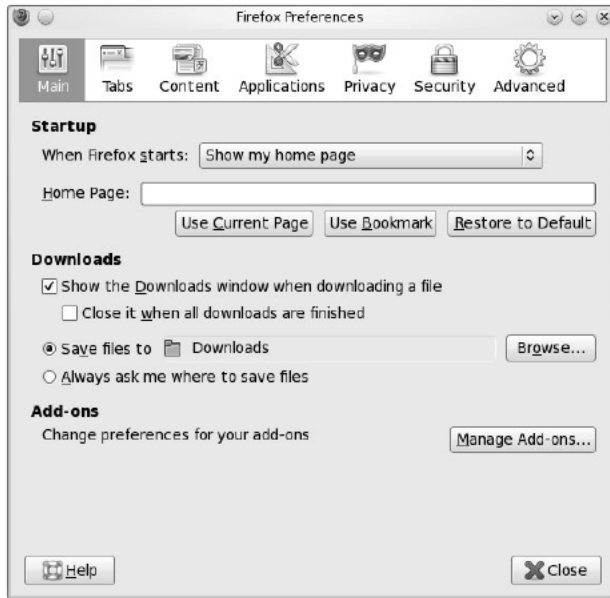 Firefox Preferences
Main Tabs Content Applications Privacy Security Advanced
Startup
When Firefox starts: Show my home page
Home Page:
Use Current Page Use Bookmark Restore to Default
Downloads
Show the Downloads window when downloading a file
Close it when all downloads are finished
Save files to Downloads Browse...
Always ask me where to save files
Add-ons
Change preferences for your add-ons Manage Add-ons...
Help Close